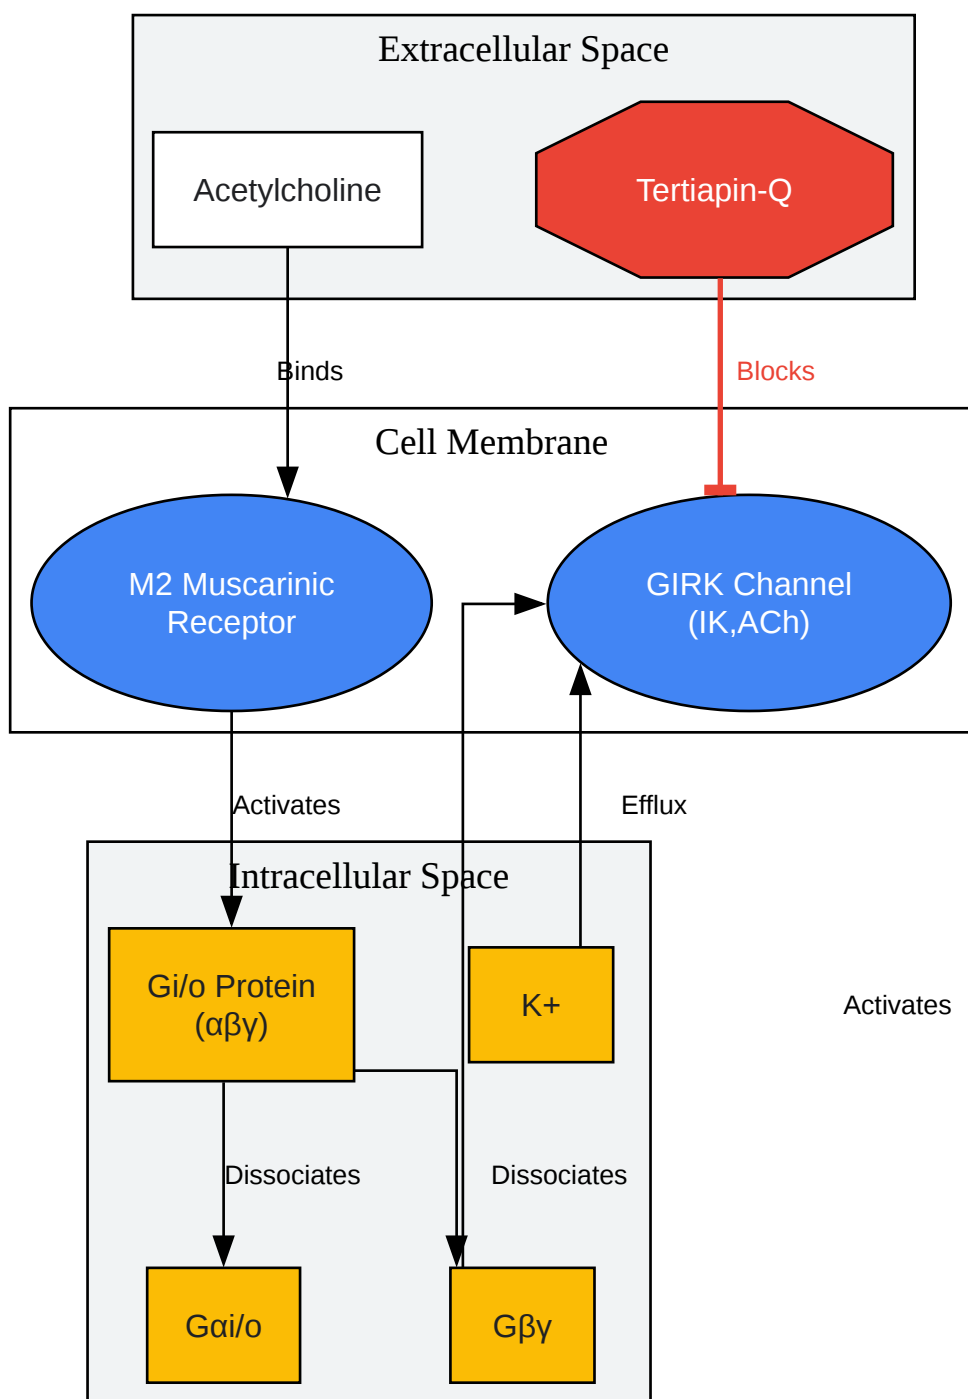 Extracellular Space
Acetylcholine
Tertiapin-Q
Binds
Blocks
Cell Membrane
M2 Muscarinic
Receptor
GIRK Channel
(IK,ACh)
Activates
Efflux
Intracellular Space
Gi/o Protein
(αβγ)
K+
Activates
Dissociates
Dissociates
Gαi/o
Gβγ